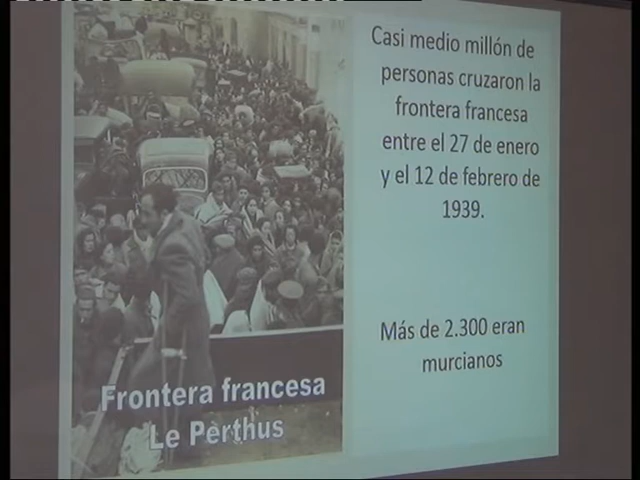 Casi medio millón de
personas cruzaron la
frontera francesa
entre el 27 de enero
y el 12 de febrero de
1939.
Más de 2.300 eran
murcianos
Frontera francesa
Le Perthus